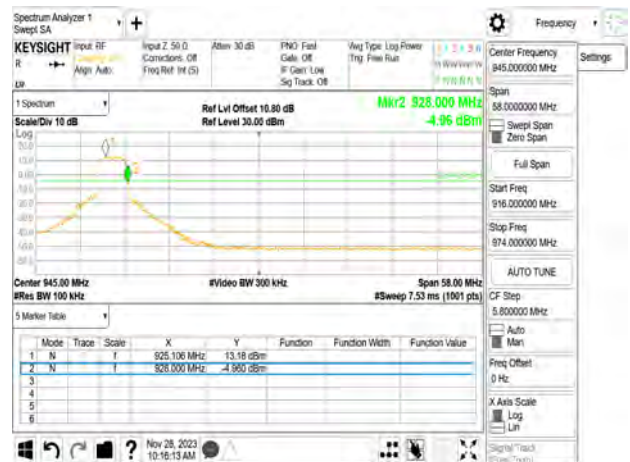 Spectrum Analyzer 1
Swept SA
Frequency
Settings
KEYSIGHT
Input: RF
Align: Auto
Input Z: 50 Ω
Corrections: Off
Freq Ref: Int (S)
Atten: 30 dB
PNO: Fast
Gate: Off
IF Gain: Low
Sig Track: Off
Avg Type: Log-Power
Trig: Free Run
R
1 Spectrum
Scale/Div 10 dB
Log
Ref Lvl Offset 10.80 dB
Ref Level 30.00 dBm
Mkr2 928.000 MHz
-4.96 dBm
Center 945.00 MHz
#Res BW 100 kHz
#Video BW 300 kHz
Span 58.00 MHz
#Sweep 7.53 ms (1001 pts)
5 Marker Table
Mode Trace Scale X Y Function Function Width Function Value
1 N f 925.106 MHz 13.18 dBm
2 N f 928.000 MHz -4.960 dBm
3
4
5
6
Nov 28, 2023
10:16:13 AM
Center Frequency
945.000000 MHz
Span
58.0000000 MHz
Swept Span
Zero Span
Full Span
Start Freq
916.000000 MHz
Stop Freq
974.000000 MHz
AUTO TUNE
CF Step
5.800000 MHz
Auto
Man
Freq Offset
0 Hz
X Axis Scale
Log
Lin
Signal Track